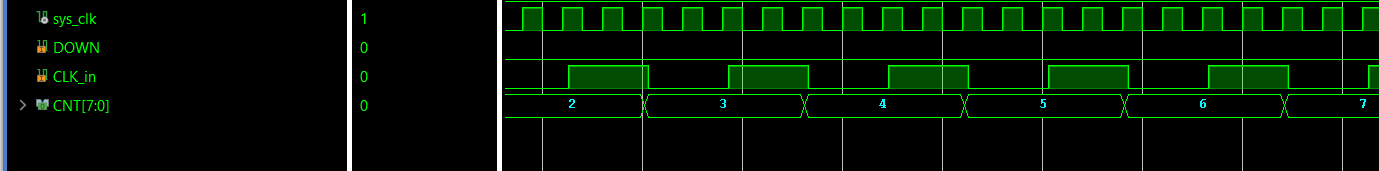 sys_clk 1
DOWN 0
CLK_in 0
CNT[7:0] 0 2 3 4 5 6 7